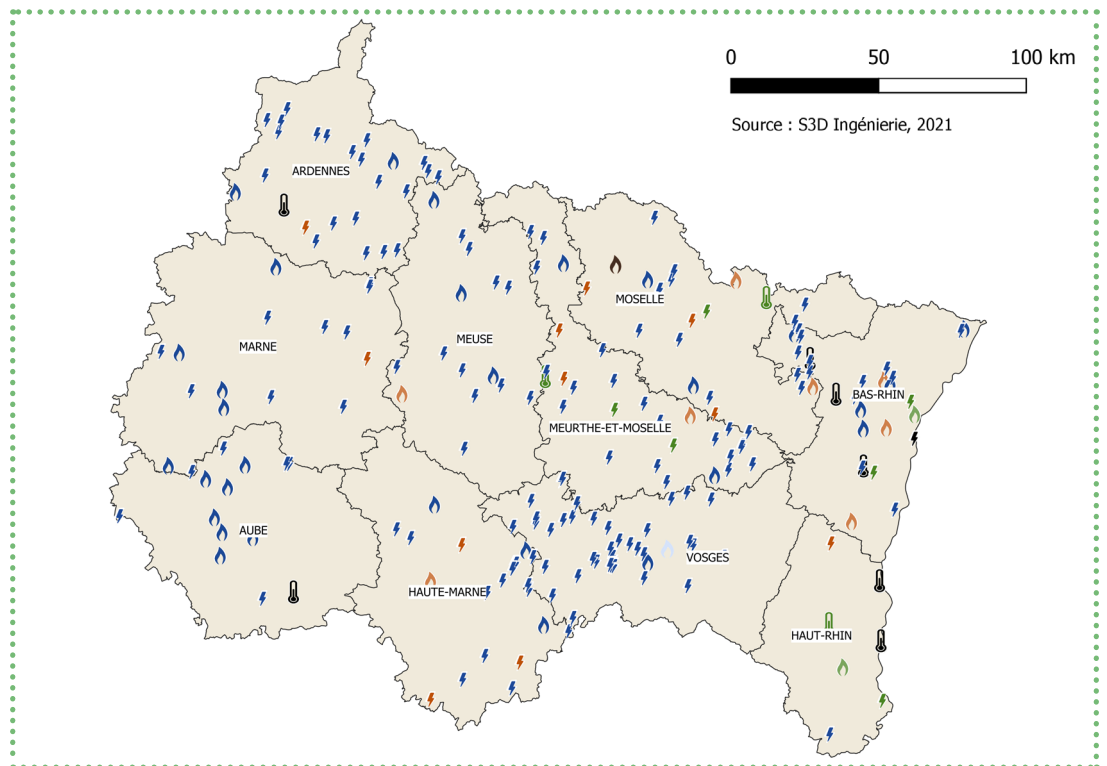 0 50 100 km
Source : S3D Ingénierie, 2021
ARDENNES
MOSELLE
MARNE
MEUSE
BAS-RHIN
MEURTHE-ET-MOSELLE
AUBE
VOSGES
HAUTE-MARNE
HAUT-RHIN